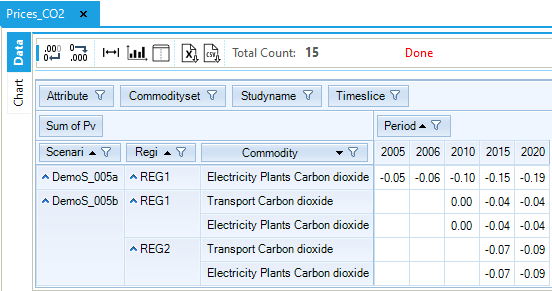 Prices_CO2 ×
.000 .000 CSV Total Count: 15 Done
Data
Chart
Attribute Commodityset Studyname Timeslice
Sum of Pv Period
Scenari Regi Commodity 2005 2006 2010 2015 2020
DemoS_005a REG1 Electricity Plants Carbon dioxide -0.05 -0.06 -0.10 -0.15 -0.19
DemoS_005b REG1 Transport Carbon dioxide 0.00 -0.04 -0.04
Electricity Plants Carbon dioxide 0.00 -0.04 -0.04
REG2 Transport Carbon dioxide -0.07 -0.09
Electricity Plants Carbon dioxide -0.07 -0.09